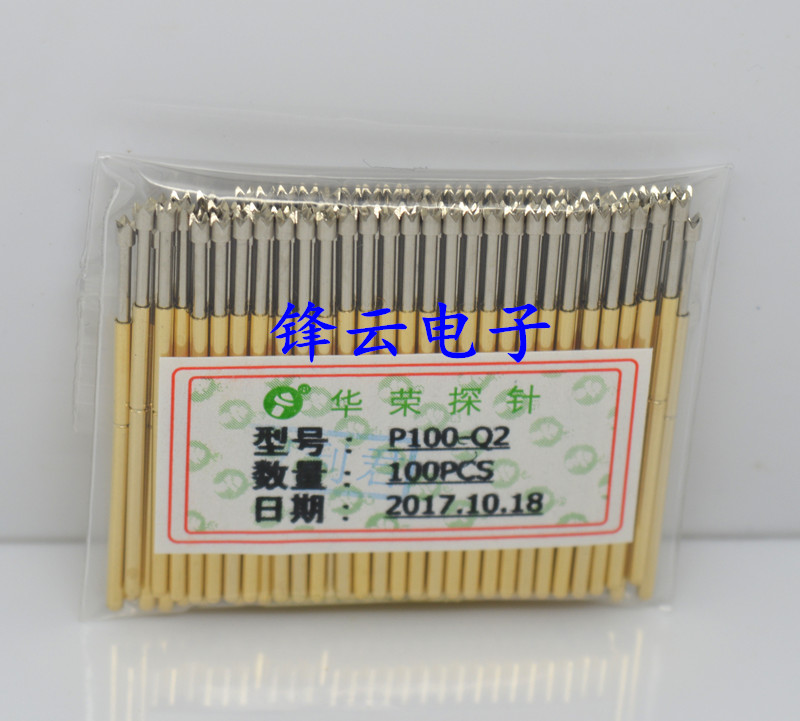 锋云电子
® 华荣探针
型号： P100-Q2
数量： 100PCS
日期： 2017.10.18